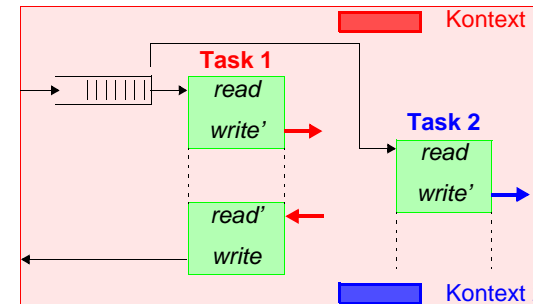 Kontext
Task 1
read
write’
Task 2
read
write’
read’
write
Kontext